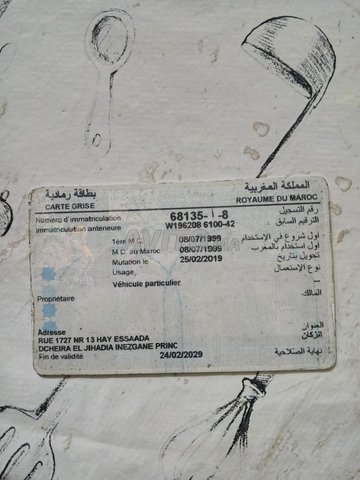 المملكة المغربية
ROYAUME DU MAROC
بطاقة رمادية
CARTE GRISE
Numéro d'immatriculation 68135- أ -8 رقم التسجيل
Immatriculation antérieure W196208 6100-42 الترقيم السابق
1ère M.C. 08/07/1999 أول شروع في الإستخدام
M.C. au Maroc 08/07/1999 أول استخدام بالمغرب
Mutation le 25/02/2019 تحويل بتاريخ
Usage -- نوع الإستعمال
Véhicule particulier
Propriétaire المالك
Adresse العنوان
RUE 1727 NR 13 HAY ESSAADA
DCHEIRA EL JIHADIA INEZGANE PRINC
Fin de validité 24/02/2029 نهاية الصلاحية